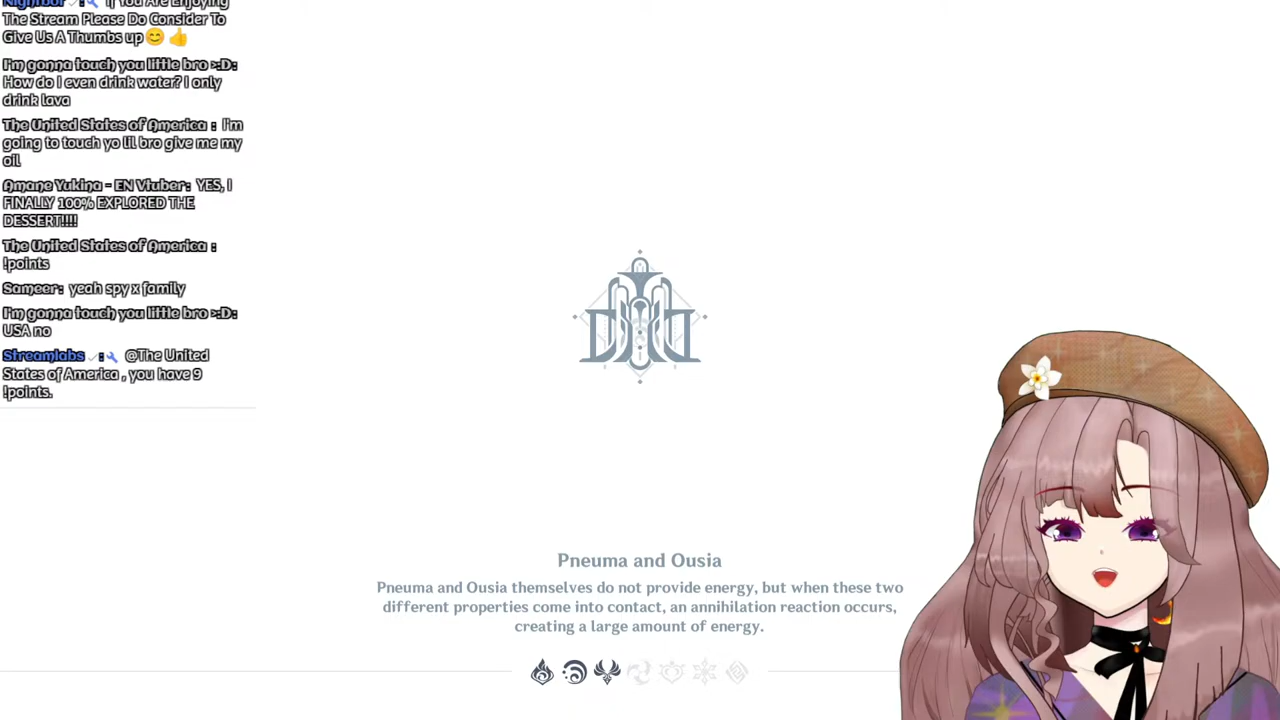 Nightbot : If You Are Enjoying
The Stream Please Do Consider To
Give Us A Thumbs up😊 👍
I'm gonna touch you little bro >:D:
How do I even drink water? I only
drink lava
The United States of America : I'm
going to touch yo lil bro give me my
oil
Amane Yukina - EN Vtuber: YES, I
FINALLY 100% EXPLORED THE
DESSERT!!!!
The United States of America :
!points
Sameer: yeah spy x family
I'm gonna touch you little bro >:D:
USA no
Streamlabs : @The United
States of America , you have 9
!points.
Pneuma and Ousia
Pneuma and Ousia themselves do not provide energy, but when these two
different properties come into contact, an annihilation reaction occurs,
creating a large amount of energy.